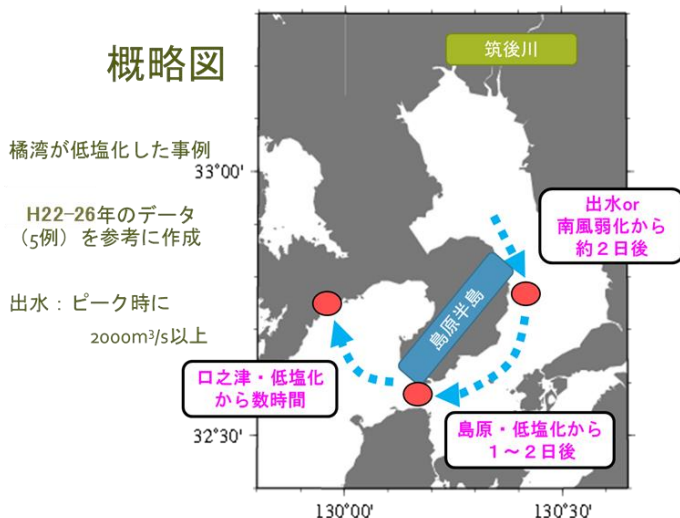 概略図
橘湾が低塩化した事例
H22-26年のデータ
（5例）を参考に作成
出水：ピーク時に
2000m³/s以上
筑後川
33°00'
出水or
南風弱化から
約２日後
島原半島
口之津・低塩化
から数時間
島原・低塩化から
１～２日後
32°30'
130°00'
130°30'